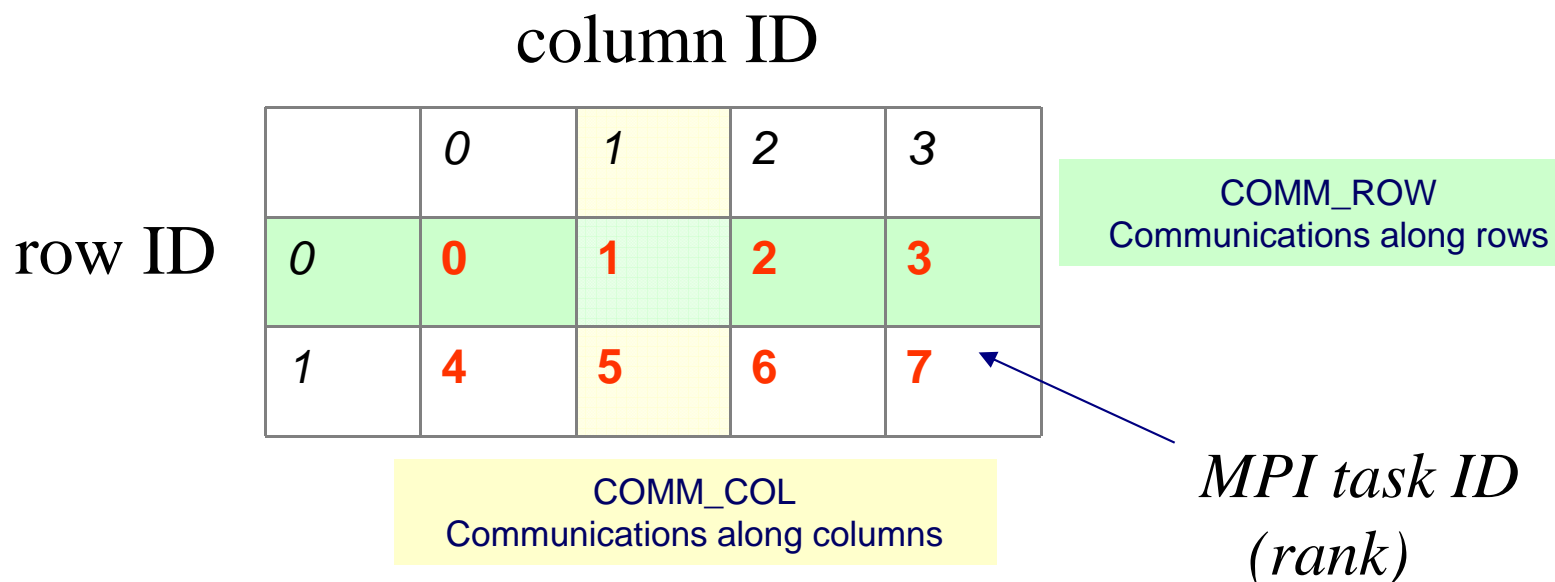 column ID
0 1 2 3
COMM_ROW
Communications along rows
row ID
0 0 1 2 3
1 4 5 6 7
COMM_COL
Communications along columns
MPI task ID
(rank)